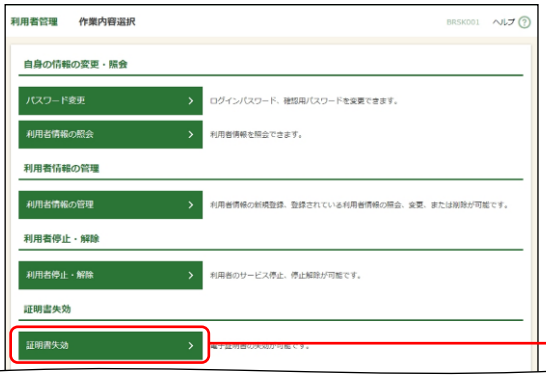 利用者管理 作業内容選択 BRSK001 ヘルプ ?
自身の情報の変更・照会
パスワード変更 > ログインパスワード、確認用パスワードを変更できます。
利用者情報の照会 > 利用者情報を照会できます。
利用者情報の管理
利用者情報の管理 > 利用者情報の新規登録、登録されている利用者情報の照会、変更、または削除が可能です。
利用者停止・解除
利用者停止・解除 > 利用者のサービス停止、停止解除が可能です。
証明書失効
証明書失効 > 電子証明書の失効が可能です。